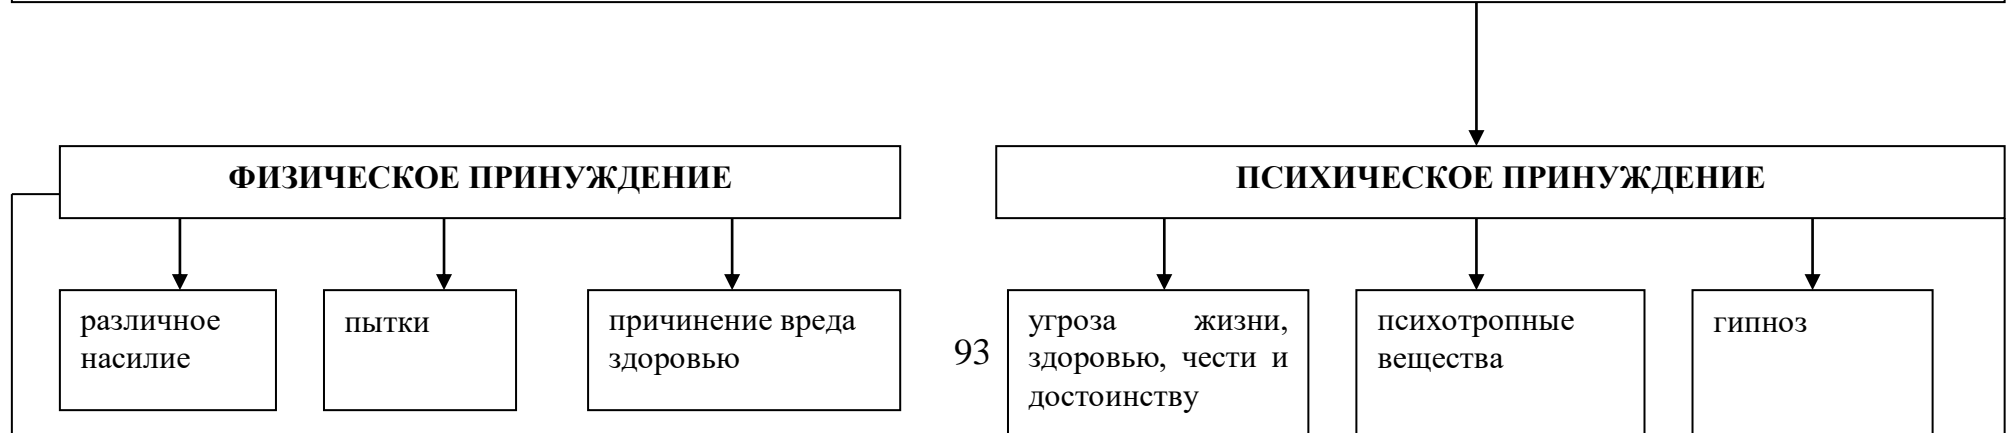 ФИЗИЧЕСКОЕ ПРИНУЖДЕНИЕ
ПСИХИЧЕСКОЕ ПРИНУЖДЕНИЕ
различное
насилие
пытки
причинение вреда
здоровью
93
угроза жизни,
здоровью, чести и
достоинству
психотропные
вещества
гипноз